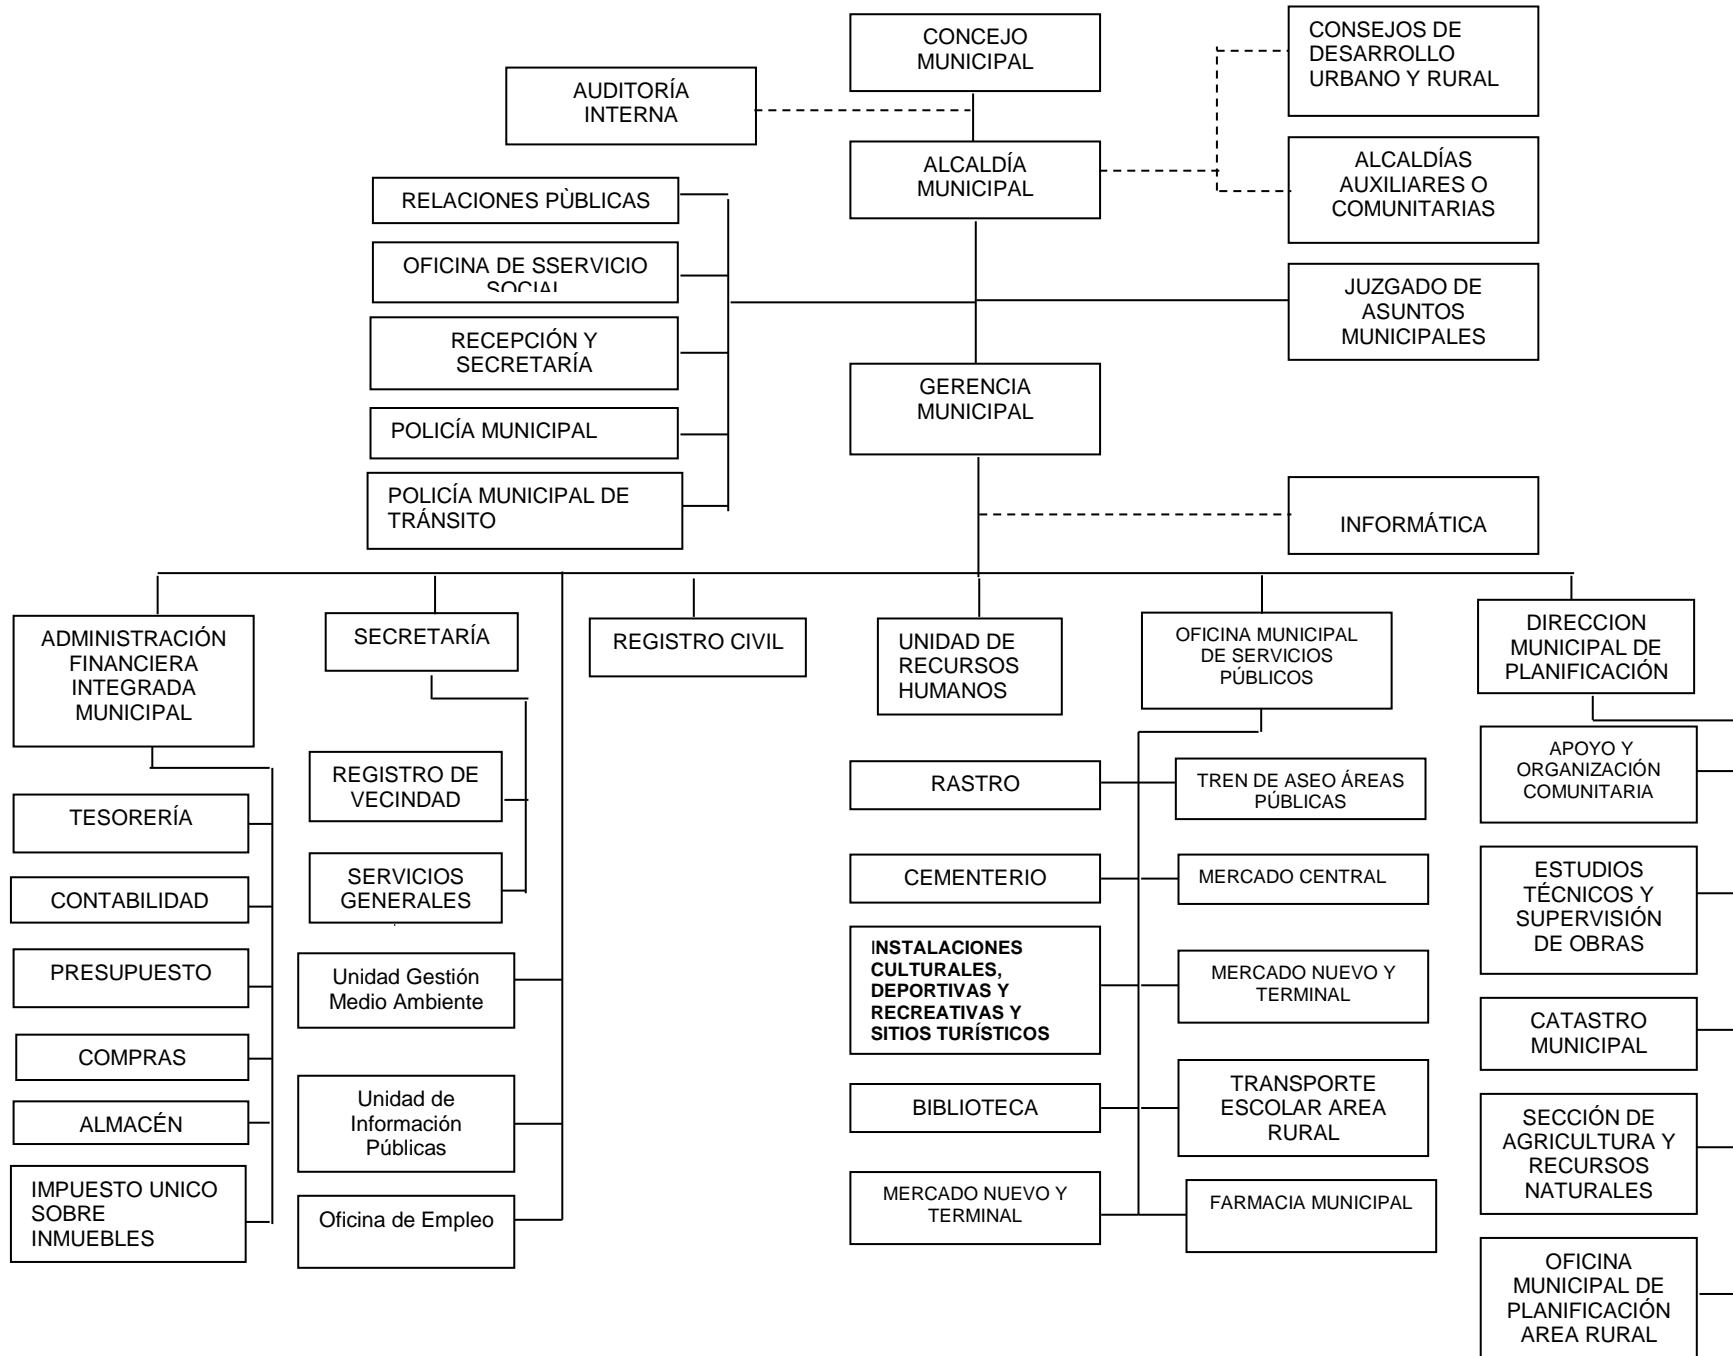 CONCEJO
MUNICIPAL
CONSEJOS DE
DESARROLLO
URBANO Y RURAL
AUDITORÍA
INTERNA
ALCALDÍA
MUNICIPAL
ALCALDÍAS
AUXILIARES O
COMUNITARIAS
RELACIONES PÙBLICAS
OFICINA DE SSERVICIO
SOCIAL
JUZGADO DE
ASUNTOS
MUNICIPALES
RECEPCIÓN Y
SECRETARÍA
GERENCIA
MUNICIPAL
POLICÍA MUNICIPAL
POLICÍA MUNICIPAL DE
TRÁNSITO
INFORMÁTICA
ADMINISTRACIÓN
FINANCIERA
INTEGRADA
MUNICIPAL
SECRETARÍA
REGISTRO CIVIL
UNIDAD DE
RECURSOS
HUMANOS
OFICINA MUNICIPAL
DE SERVICIOS
PÚBLICOS
DIRECCION
MUNICIPAL DE
PLANIFICACIÓN
TESORERÍA
CONTABILIDAD
PRESUPUESTO
COMPRAS
ALMACÉN
IMPUESTO UNICO
SOBRE
INMUEBLES
REGISTRO DE
VECINDAD
SERVICIOS
GENERALES
Unidad Gestión
Medio Ambiente
Unidad de
Información
Públicas
Oficina de Empleo
RASTRO
CEMENTERIO
INSTALACIONES
CULTURALES,
DEPORTIVAS Y
RECREATIVAS Y
SITIOS TURÍSTICOS
BIBLIOTECA
MERCADO NUEVO Y
TERMINAL
TREN DE ASEO ÁREAS
PÚBLICAS
MERCADO CENTRAL
MERCADO NUEVO Y
TERMINAL
TRANSPORTE
ESCOLAR AREA
RURAL
FARMACIA MUNICIPAL
APOYO Y
ORGANIZACIÓN
COMUNITARIA
ESTUDIOS
TÉCNICOS Y
SUPERVISIÓN
DE OBRAS
CATASTRO
MUNICIPAL
SECCIÓN DE
AGRICULTURA Y
RECURSOS
NATURALES
OFICINA
MUNICIPAL DE
PLANIFICACIÓN
AREA RURAL